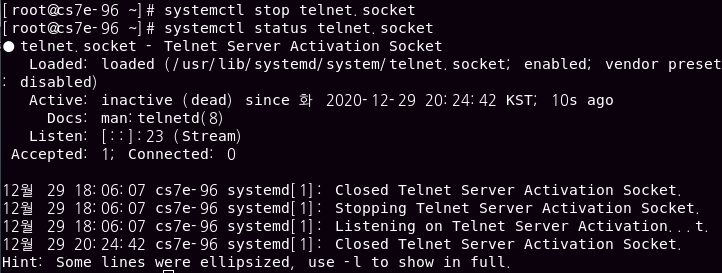 [root@cs7e-96 ~]# systemctl stop telnet.socket
[root@cs7e-96 ~]# systemctl status telnet.socket
● telnet.socket - Telnet Server Activation Socket
Loaded: loaded (/usr/lib/systemd/system/telnet.socket; enabled; vendor preset
: disabled)
Active: inactive (dead) since 화 2020-12-29 20:24:42 KST; 10s ago
Docs: man:telnetd(8)
Listen: [::]:23 (Stream)
Accepted: 1; Connected: 0

12월 29 18:06:07 cs7e-96 systemd[1]: Closed Telnet Server Activation Socket.
12월 29 18:06:07 cs7e-96 systemd[1]: Stopping Telnet Server Activation Socket.
12월 29 18:06:07 cs7e-96 systemd[1]: Listening on Telnet Server Activation...t.
12월 29 20:24:42 cs7e-96 systemd[1]: Closed Telnet Server Activation Socket.
Hint: Some lines were ellipsized, use -l to show in full.